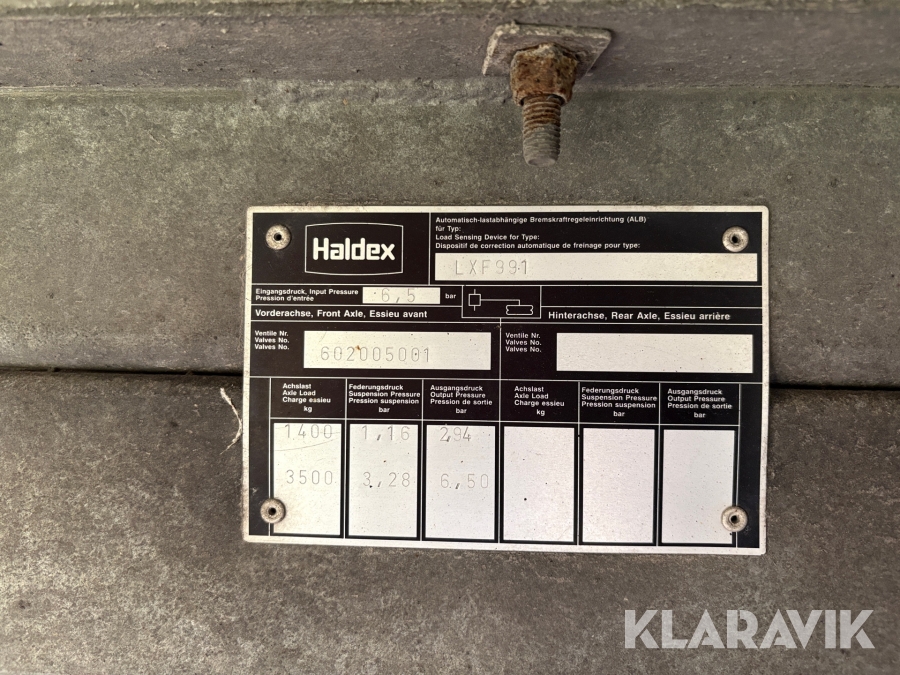 Haldex
Automatisch-lastabhängige Bremskraftregeleinrichtung (ALB)
für Typ:
Load Sensing Device for Type:
Dispositif de correction automatique de freinage pour type:
LXF991
Eingangsdruck, Input Pressure
Pression d'entrée
6,5 bar
Vorderachse, Front Axle, Essieu avant
Hinterachse, Rear Axle, Essieu arrière
Ventile Nr.
Valves No.
Valves No.
602005001
Ventile Nr.
Valves No.
Valves No.
Achslast
Axle Load
Charge essieu
kg
Federungsdruck
Suspension Pressure
Pression suspension
bar
Ausgangsdruck
Output Pressure
Pression de sortie
bar
Achslast
Axle Load
Charge essieu
kg
Federungsdruck
Suspension Pressure
Pression suspension
bar
Ausgangsdruck
Output Pressure
Pression de sortie
bar
1400 1,16 2,94
3500 3,28 6,50
KLARAVIK